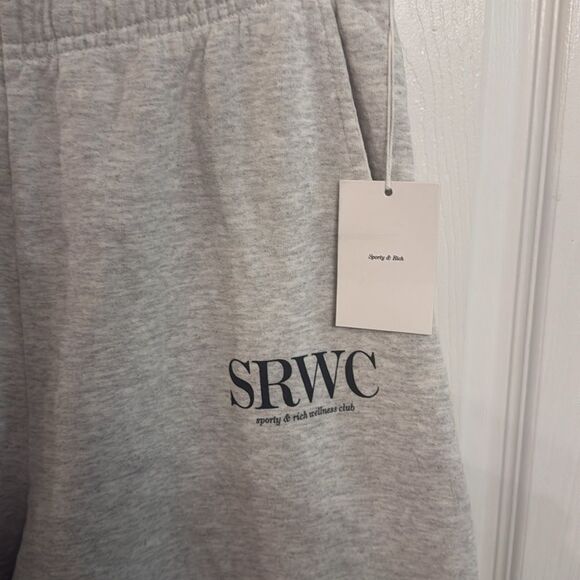 Sporty & Rich
SRWC
sporty & rich wellness club